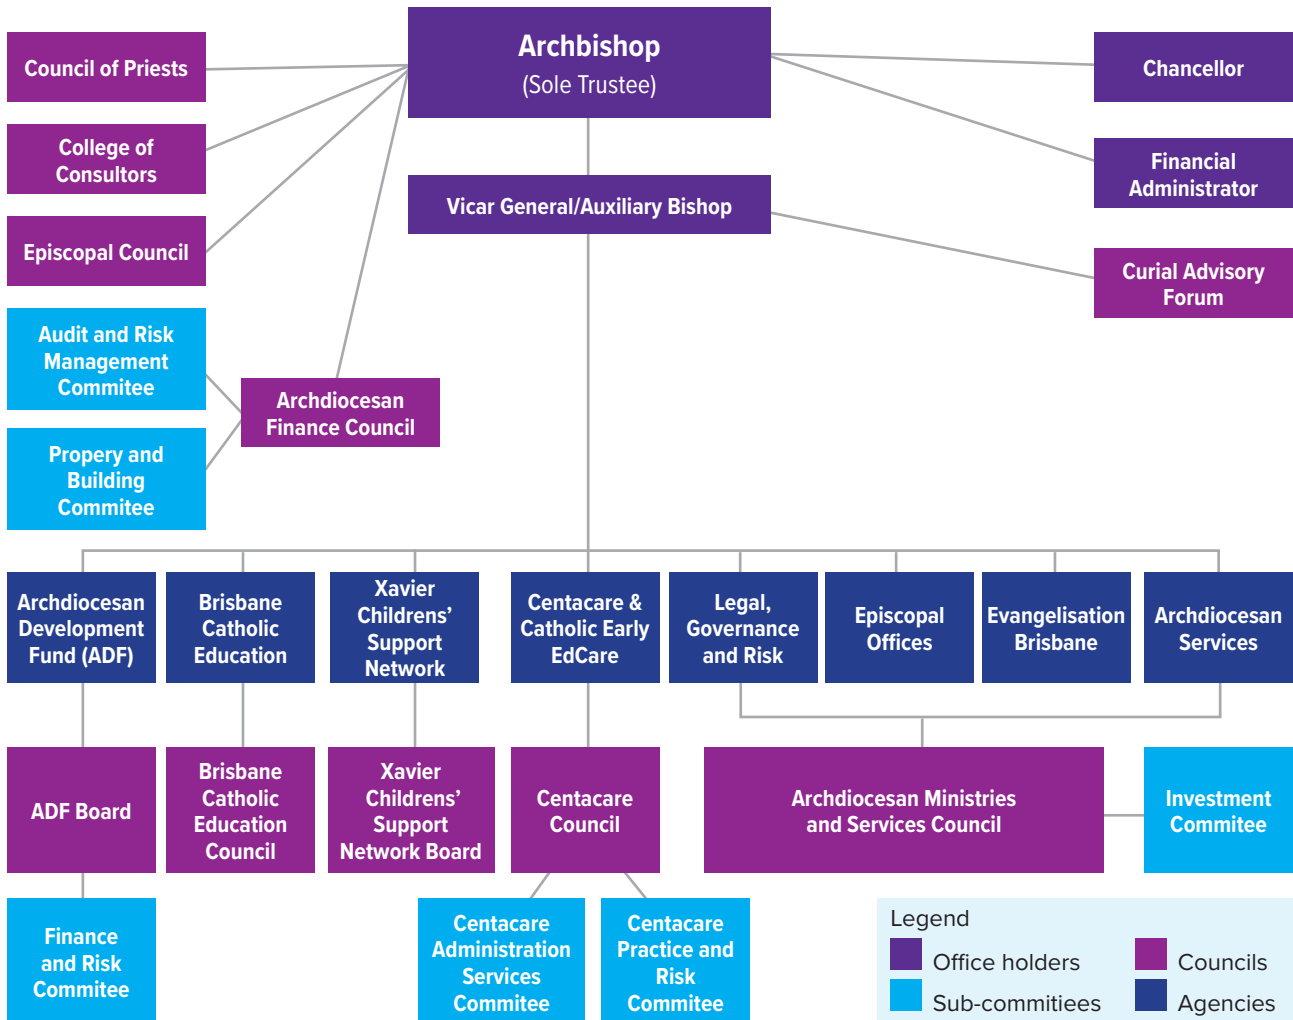 Archbishop
(Sole Trustee)
Council of Priests
Chancellor
College of
Consultors
Financial
Administrator
Vicar General/Auxiliary Bishop
Episcopal Council
Curial Advisory
Forum
Audit and Risk
Management
Commitee
Archdiocesan
Finance Council
Propery and
Building
Commitee
Archdiocesan
Development
Fund (ADF)
Brisbane
Catholic
Education
Xavier
Childrens’
Support
Network
Centacare &
Catholic Early
EdCare
Legal,
Governance
and Risk
Episcopal
Offices
Evangelisation
Brisbane
Archdiocesan
Services
ADF Board
Brisbane
Catholic
Education
Council
Xavier
Childrens’
Support
Network Board
Centacare
Council
Archdiocesan Ministries
and Services Council
Investment
Commitee
Finance
and Risk
Commitee
Centacare
Administration
Services
Commitee
Centacare
Practice and
Risk
Commitee
Legend
Office holders
Councils
Sub-commitiees
Agencies